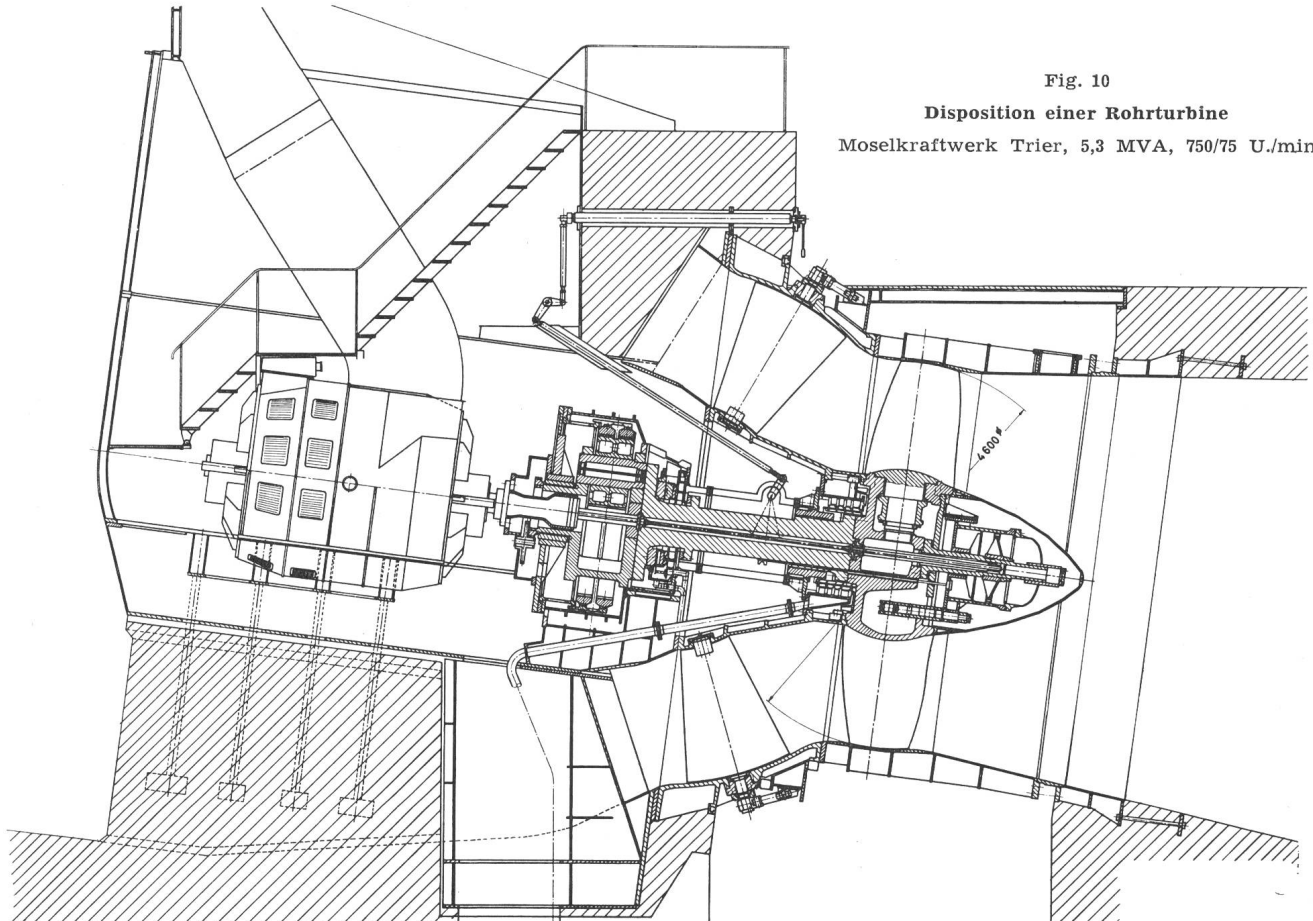 Fig. 10
Disposition einer Rohrturbine
Moselkraftwerk Trier, 5,3 MVA, 750/75 U./min
4600 ø